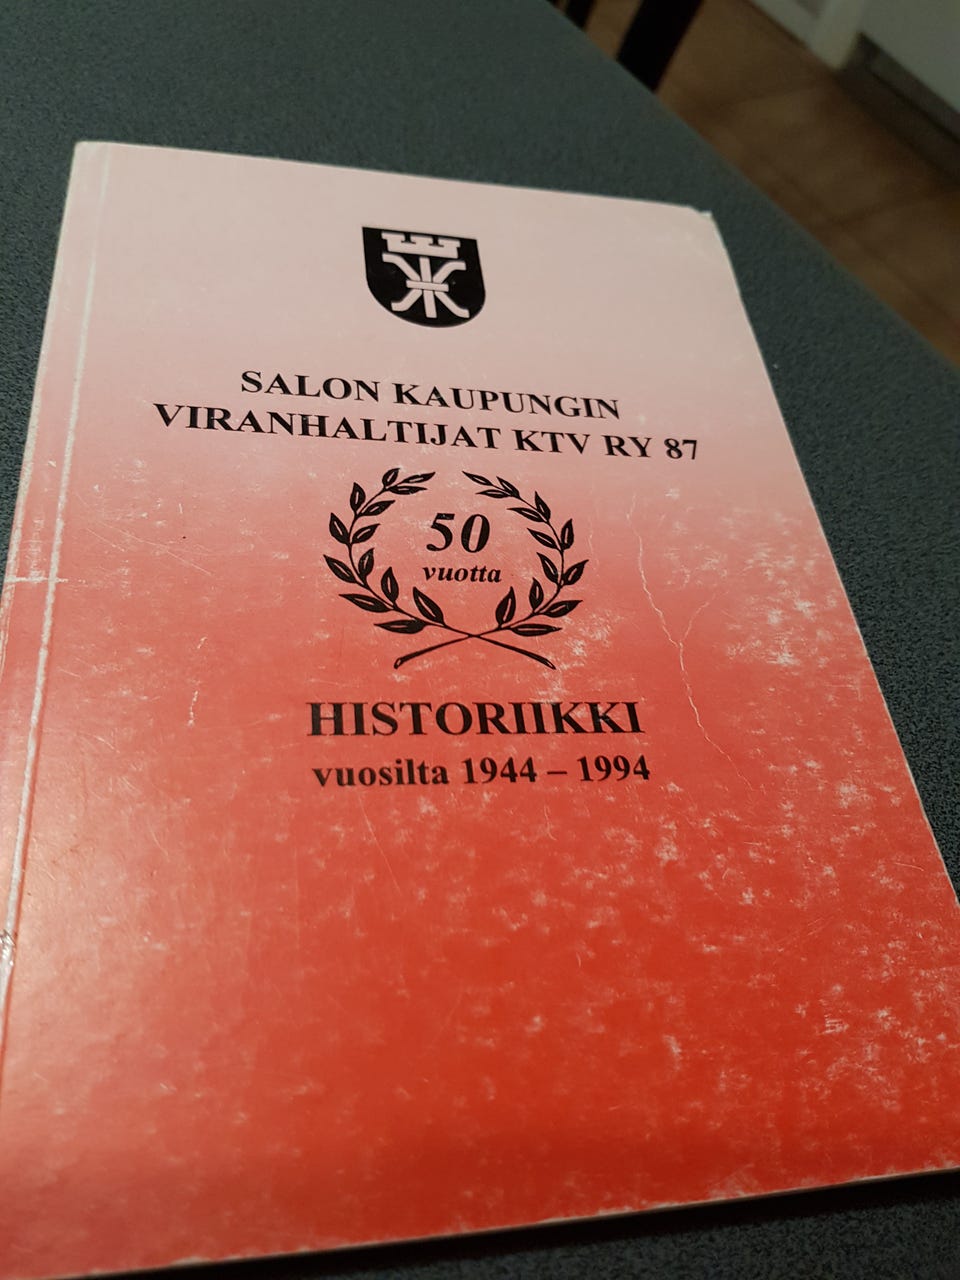 SALON KAUPUNGIN
VIRANHALTIJAT KTV RY 87
50
vuotta
HISTORIIKKI
vuosilta 1944 – 1994